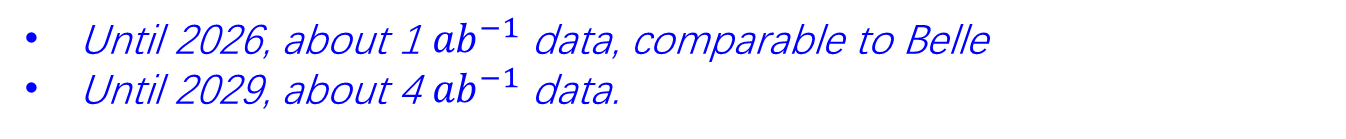 • Until 2026, about 1 ab⁻¹ data, comparable to Belle
• Until 2029, about 4 ab⁻¹ data.